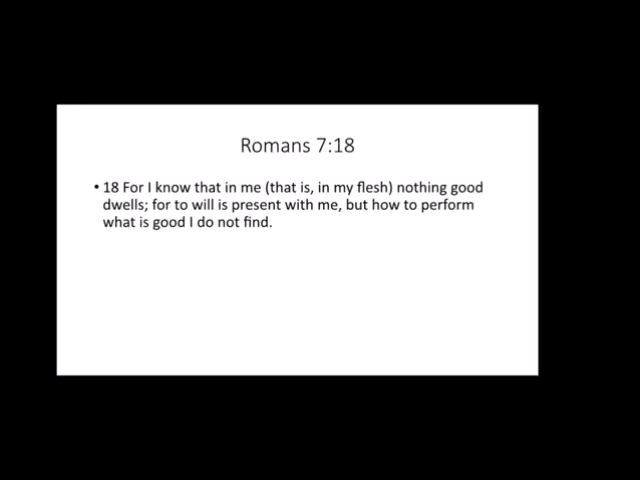 Romans 7:18
• 18 For I know that in me (that is, in my flesh) nothing good
dwells; for to will is present with me, but how to perform
what is good I do not find.